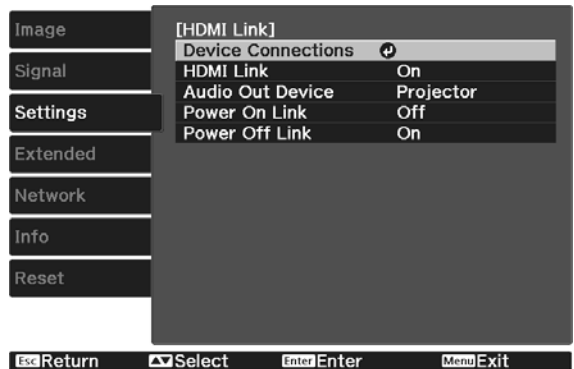 Image
Signal
Settings
Extended
Network
Info
Reset
[HDMI Link]
Device Connections
HDMI Link On
Audio Out Device Projector
Power On Link Off
Power Off Link On
Esc Return Select Enter Enter Menu Exit